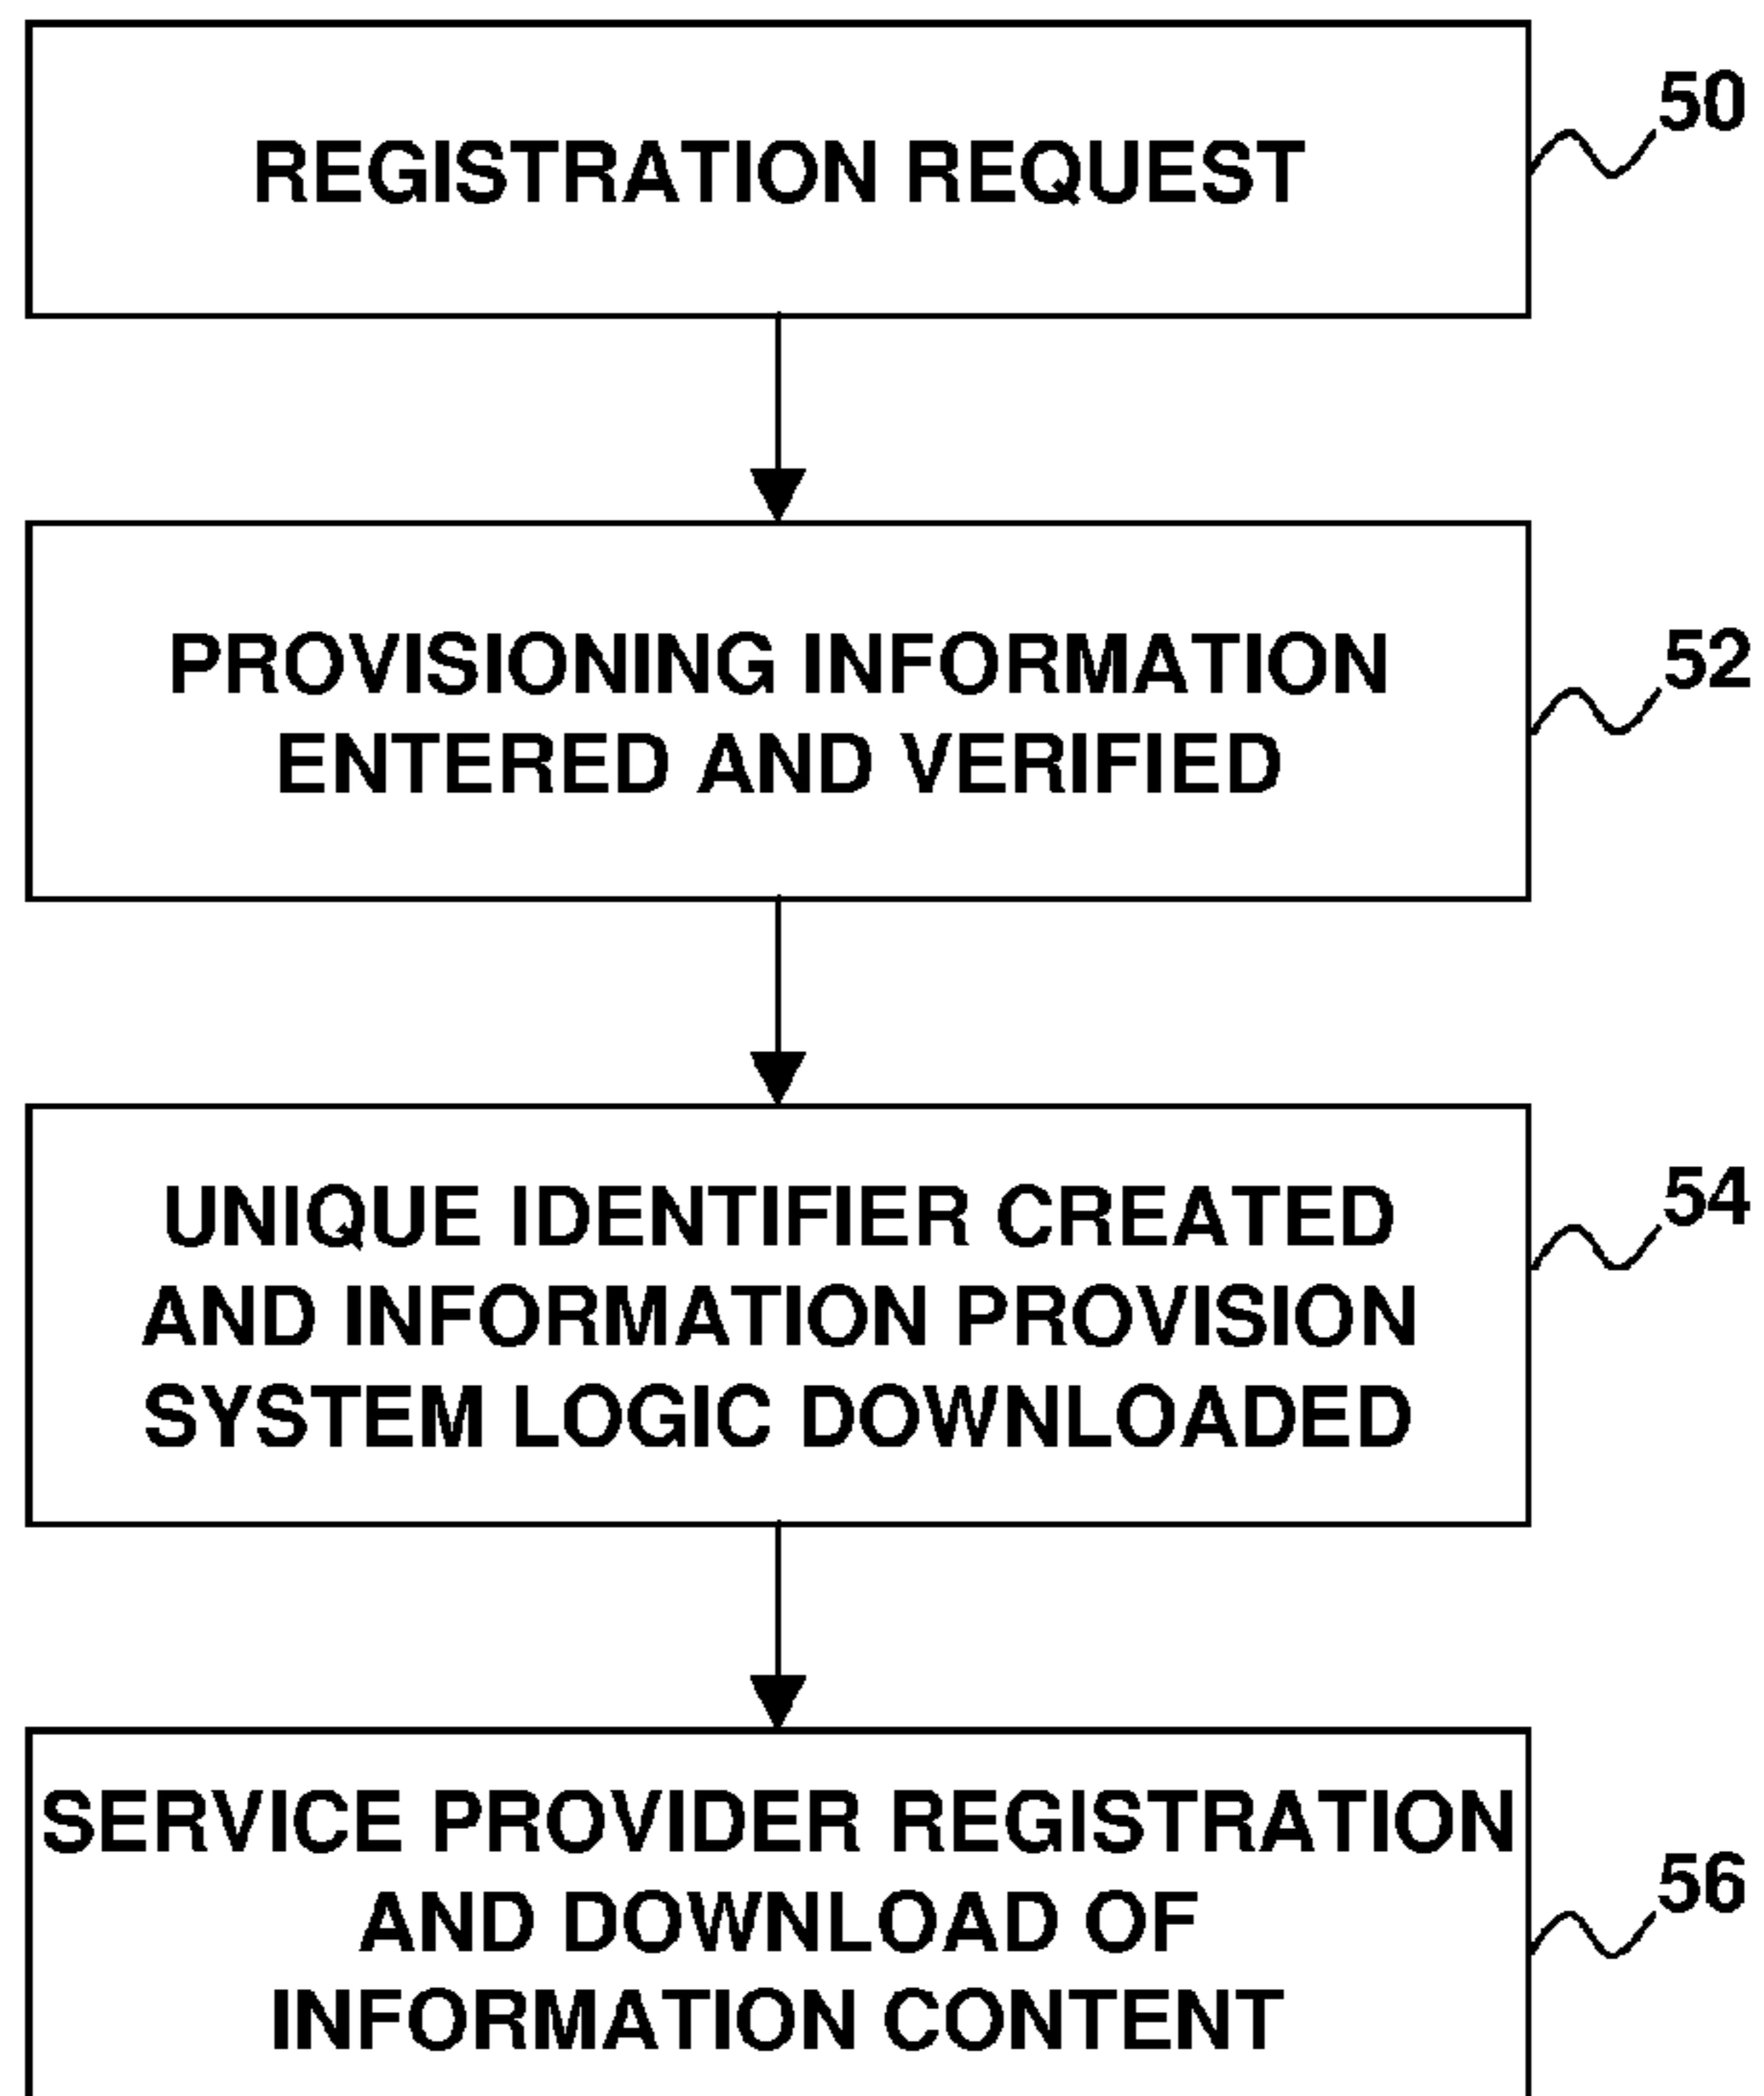 50
REGISTRATION REQUEST
52
PROVISIONING INFORMATION
ENTERED AND VERIFIED
54
UNIQUE IDENTIFIER CREATED
AND INFORMATION PROVISION
SYSTEM LOGIC DOWNLOADED
SERVICE PROVIDER REGISTRATION
56
AND DOWNLOAD OF
INFORMATION CONTENT